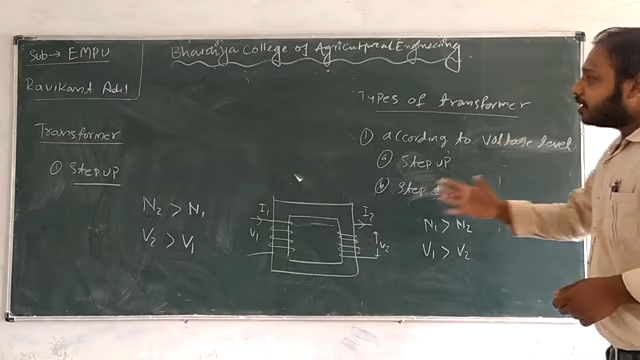 Sub → EMPU
Ravikant Adil
Bhardiya College of Agricultural Engineering
Transformer
① Step up
N2 > N1
V2 > V1
I1
V1
I2
V2
Types of transformer
① according to Voltage level
(a) Step up
(b) Step
N1 > N2
V1 > V2